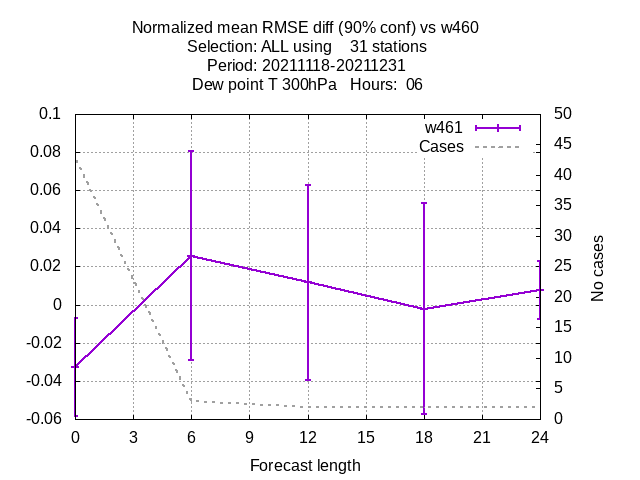 Normalized mean RMSE diff (90% conf) vs w460
Selection: ALL using 31 stations
Period: 20211118-20211231
Dew point T 300hPa Hours: 06
w461
Cases
0.1
0.08
0.06
0.04
0.02
0
-0.02
-0.04
-0.06
50
45
40
35
30
25
20
15
10
5
0
No cases
0 3 6 9 12 15 18 21 24
Forecast length